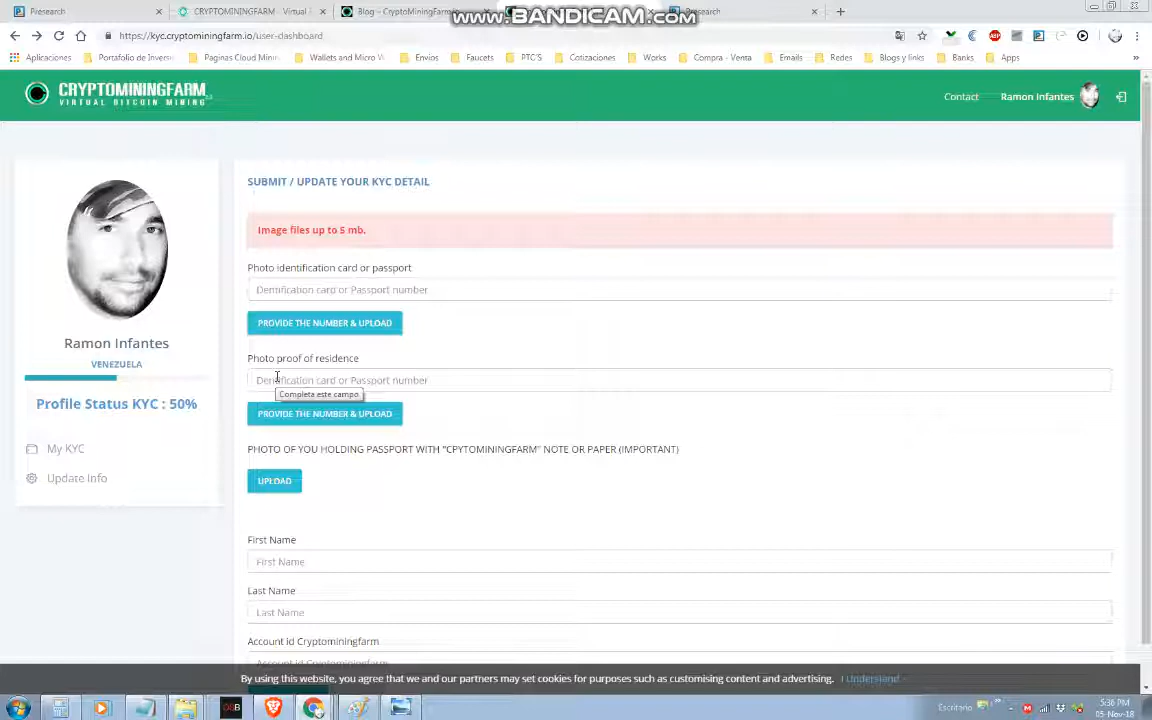 Presearch
CRYPTOMININGFARM - Virtual
Blog – CryptoMiningFarm
Presearch
www.BANDICAM.com
https://kyc.cryptominingfarm.io/user-dashboard
Aplicaciones
Portafolio de Invers
Paginas Cloud Minin
Wallets and Micro W
Envios
Faucets
PTC'S
Cotizaciones
Works
Compra - Venta
Emails
Redes
Blogs y links
Banks
Apps
CRYPTOMININGFARM
VIRTUAL BITCOIN MINING
Contact
Ramon Infantes
SUBMIT / UPDATE YOUR KYC DETAIL
Image files up to 5 mb.
Photo identification card or passport
Dentification card or Passport number
PROVIDE THE NUMBER & UPLOAD
Ramon Infantes
VENEZUELA
Profile Status KYC : 50%
My KYC
Update Info
Photo proof of residence
Dentification card or Passport number
Completa este campo
PROVIDE THE NUMBER & UPLOAD
PHOTO OF YOU HOLDING PASSPORT WITH "CPYTOMININGFARM" NOTE OR PAPER (IMPORTANT)
UPLOAD
First Name
First Name
Last Name
Last Name
Account id Cryptominingfarm
Account id Cryptominingfarm
By using this website, you agree that we and our partners may set cookies for purposes such as customising content and advertising.
I Understand
Escritorio
5:36 PM
05-Nov-18